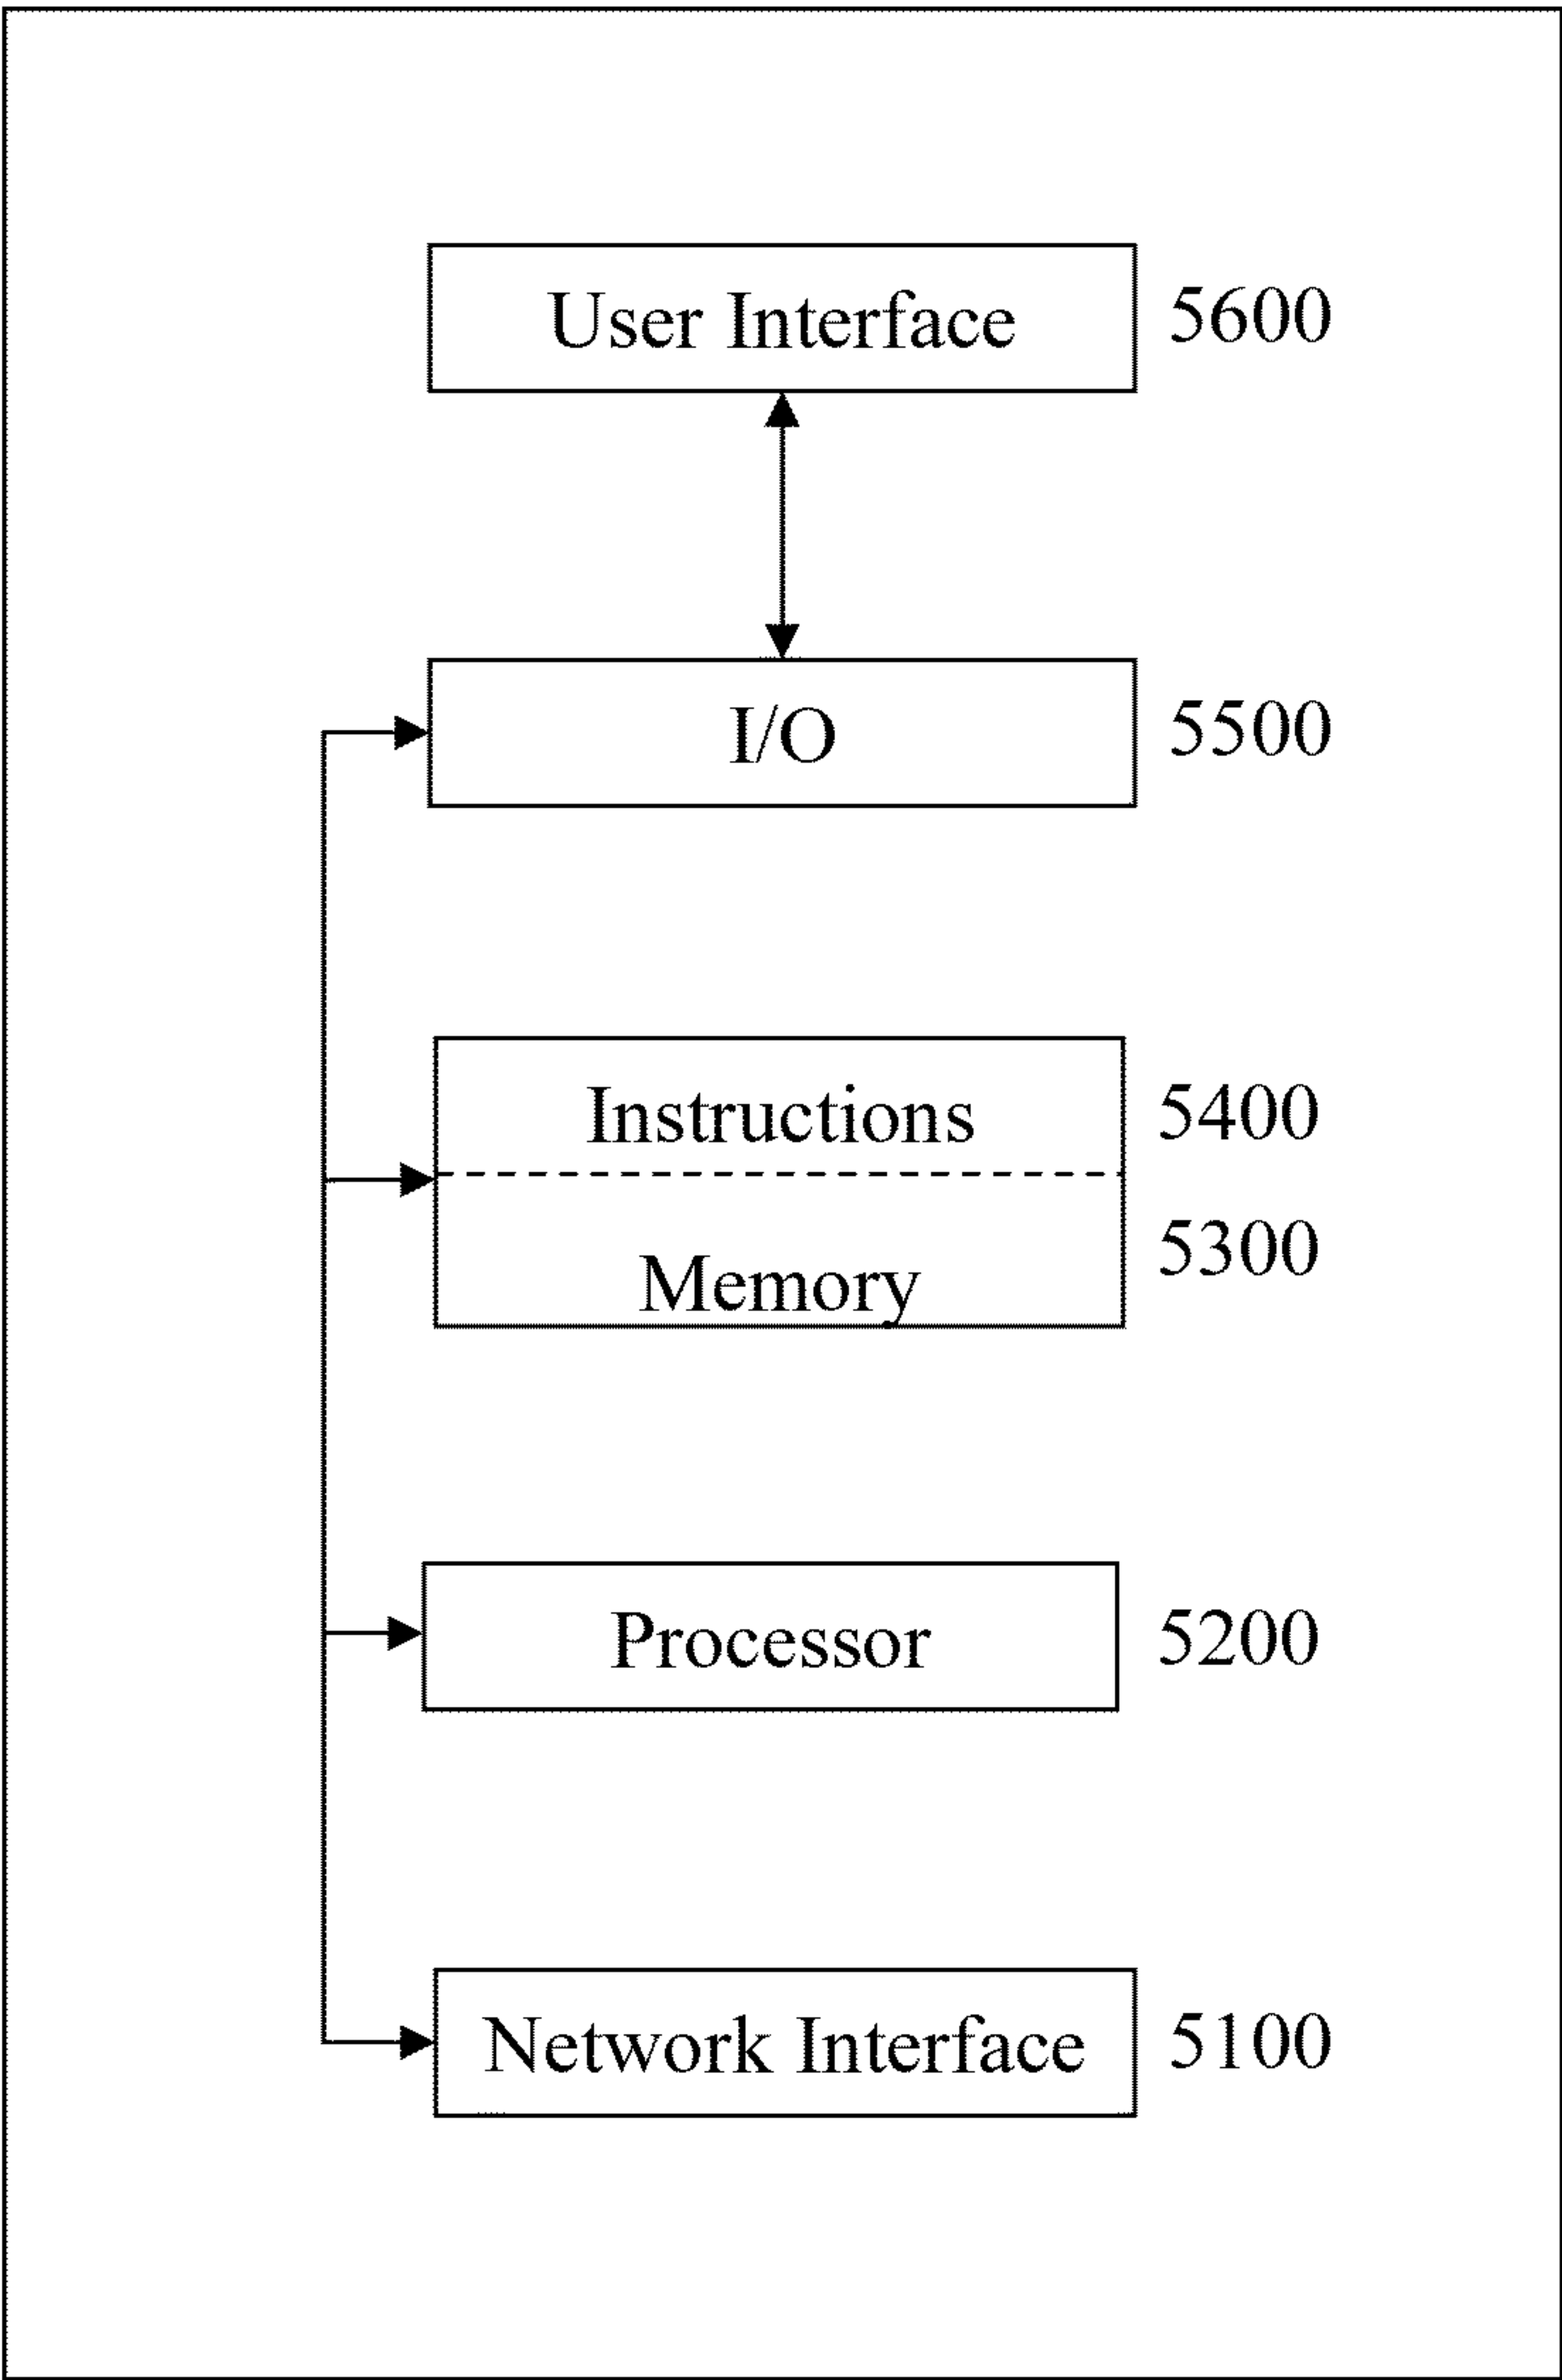 User Interface 5600
I/O 5500
Instructions 5400
Memory 5300
Processor 5200
Network Interface 5100